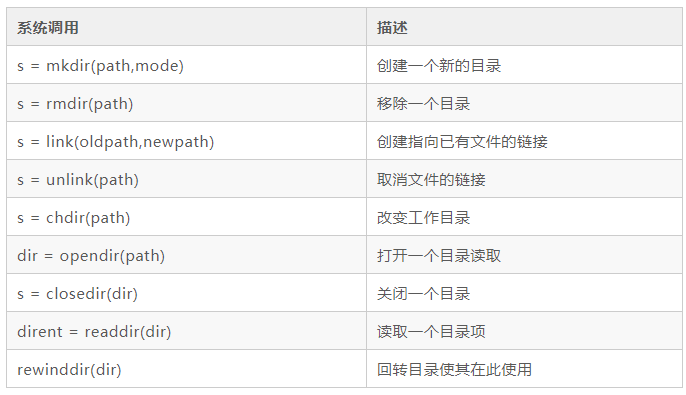 系统调用 描述
s = mkdir(path,mode) 创建一个新的目录
s = rmdir(path) 移除一个目录
s = link(oldpath,newpath) 创建指向已有文件的链接
s = unlink(path) 取消文件的链接
s = chdir(path) 改变工作目录
dir = opendir(path) 打开一个目录读取
s = closedir(dir) 关闭一个目录
dirent = readdir(dir) 读取一个目录项
rewinddir(dir) 回转目录使其在此使用